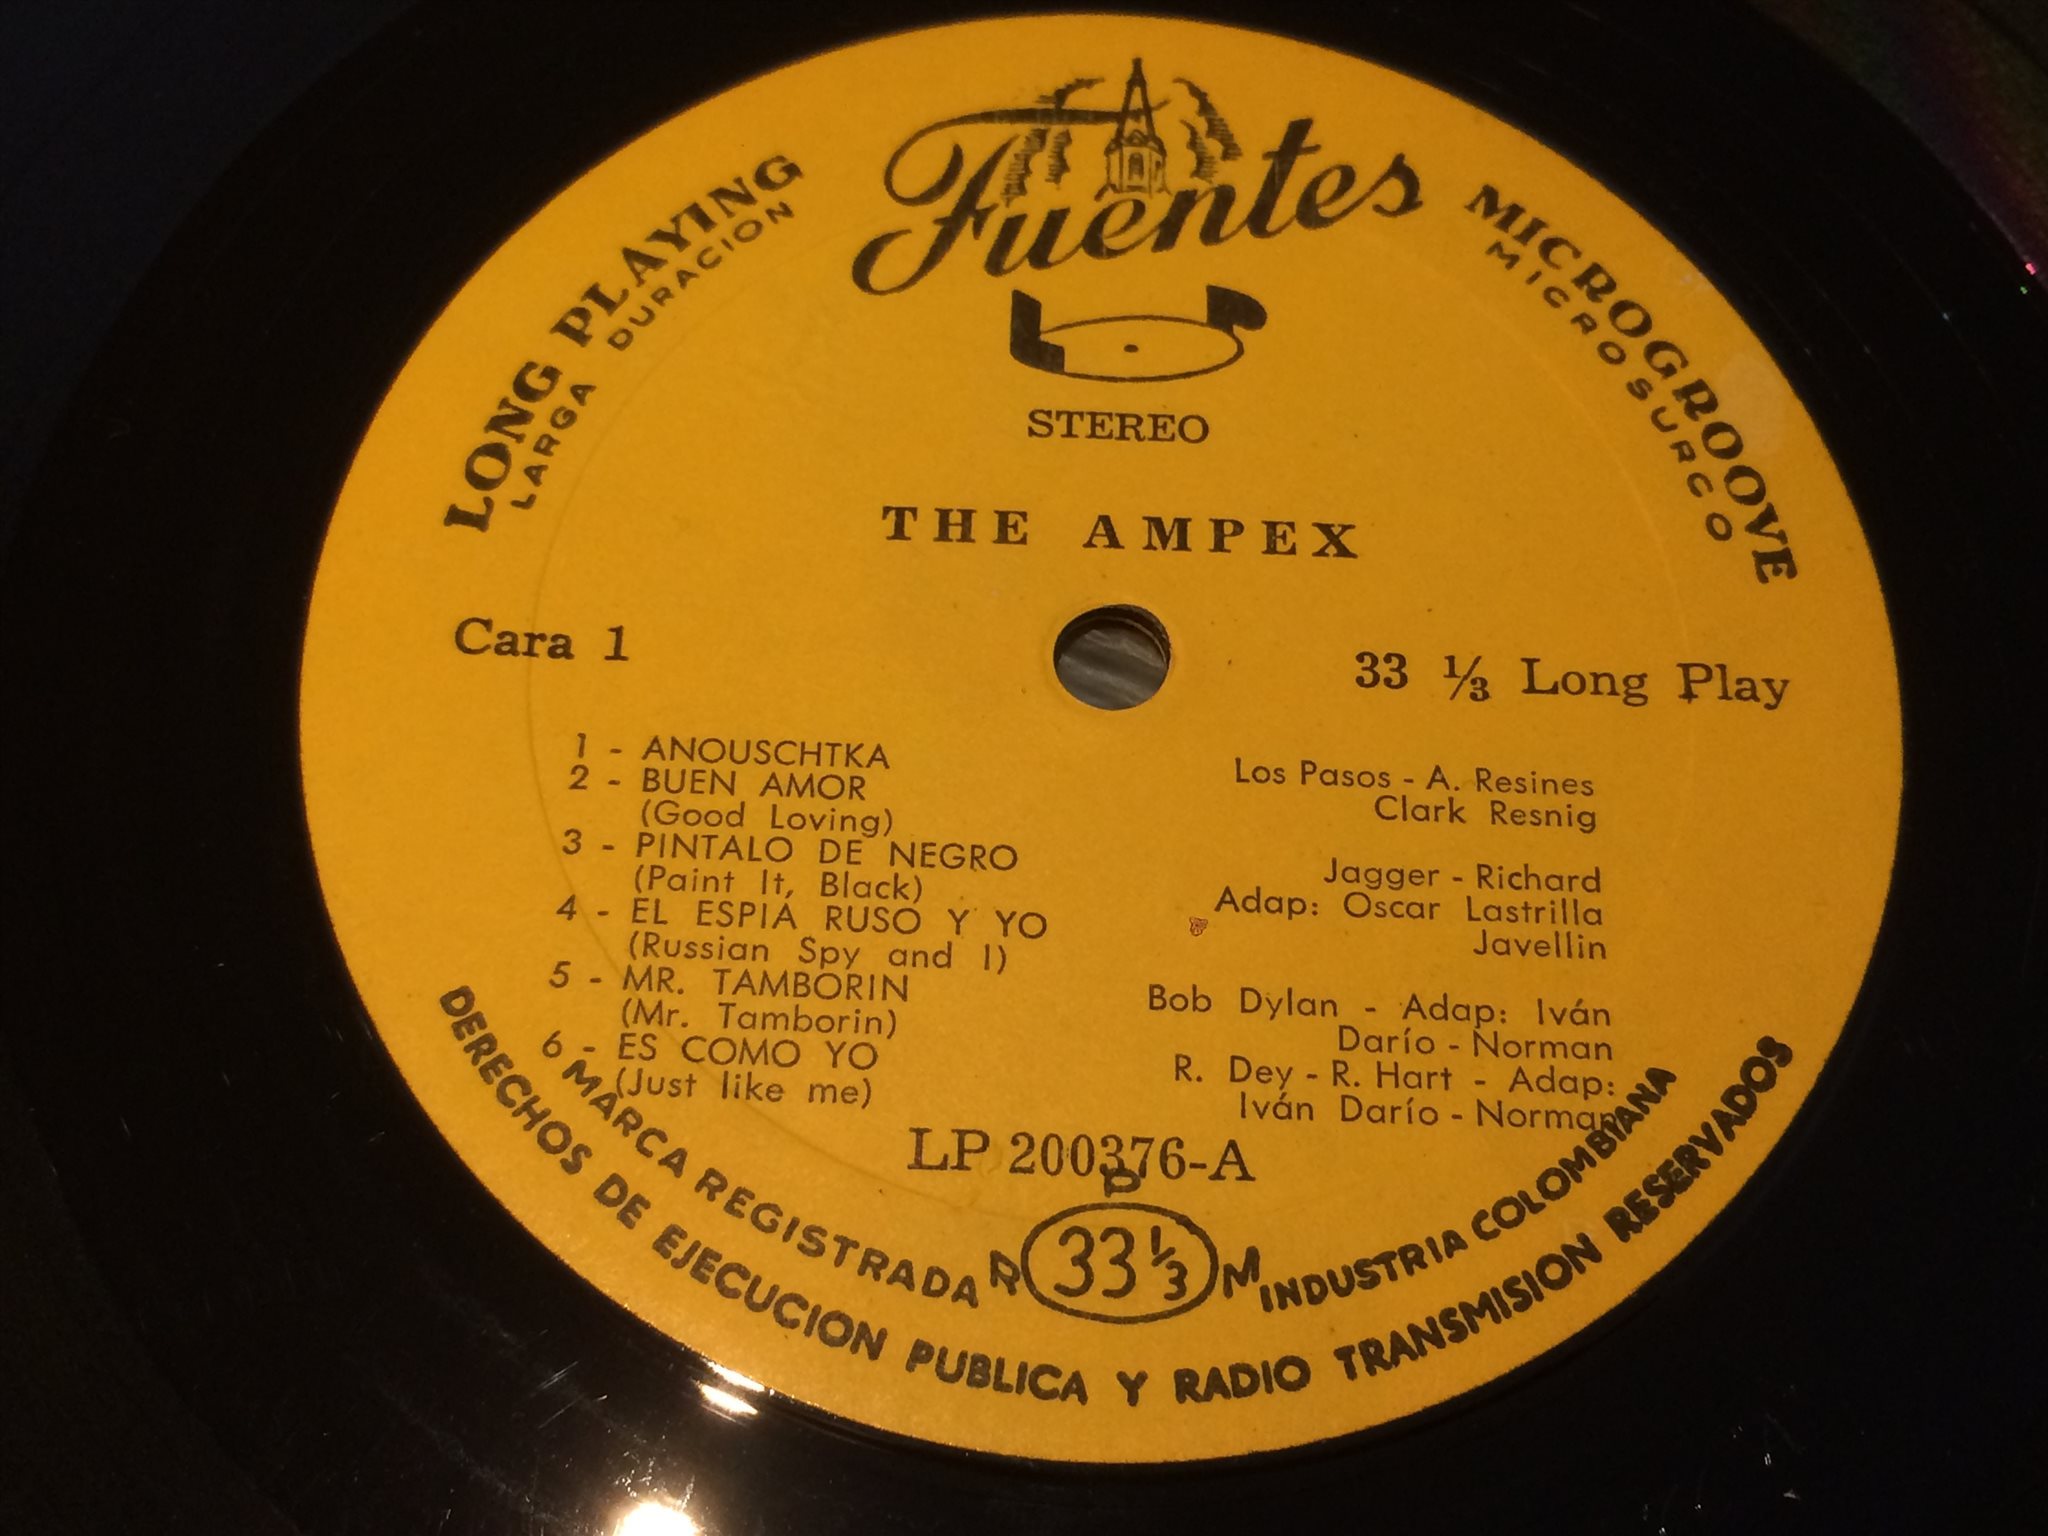 Fuentes
LONG PLAYING
LARGA DURACION
MICROGROOVE
MICROSURCO
STEREO
THE AMPEX
Cara 1
33 ⅓ Long Play
1 - ANOUSCHTKA Los Pasos - A. Resines
2 - BUEN AMOR Clark Resnig
(Good Loving)
3 - PINTALO DE NEGRO Jagger - Richard
(Paint It, Black) Adap: Oscar Lastrilla
4 - EL ESPIA RUSO Y YO Javellin
(Russian Spy and I)
5 - MR. TAMBORIN Bob Dylan - Adap: Iván
(Mr. Tamborin) Darío - Norman
6 - ES COMO YO R. Dey - R. Hart - Adap:
(Just like me) Iván Darío - Norman
LP 200376-A
MARCA REGISTRADA R P M INDUSTRIA COLOMBIANA
33 ⅓
DERECHOS DE EJECUCION PUBLICA Y RADIO TRANSMISION RESERVADOS